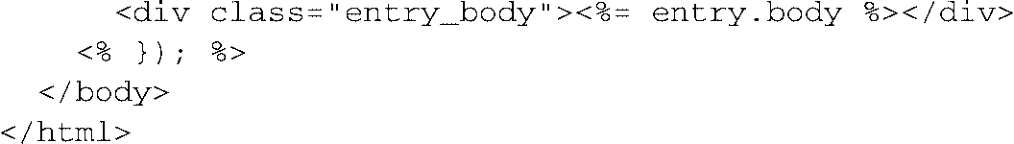 <div class="entry_body"><%= entry.body %></div>
<% }); %>
</body>
</html>